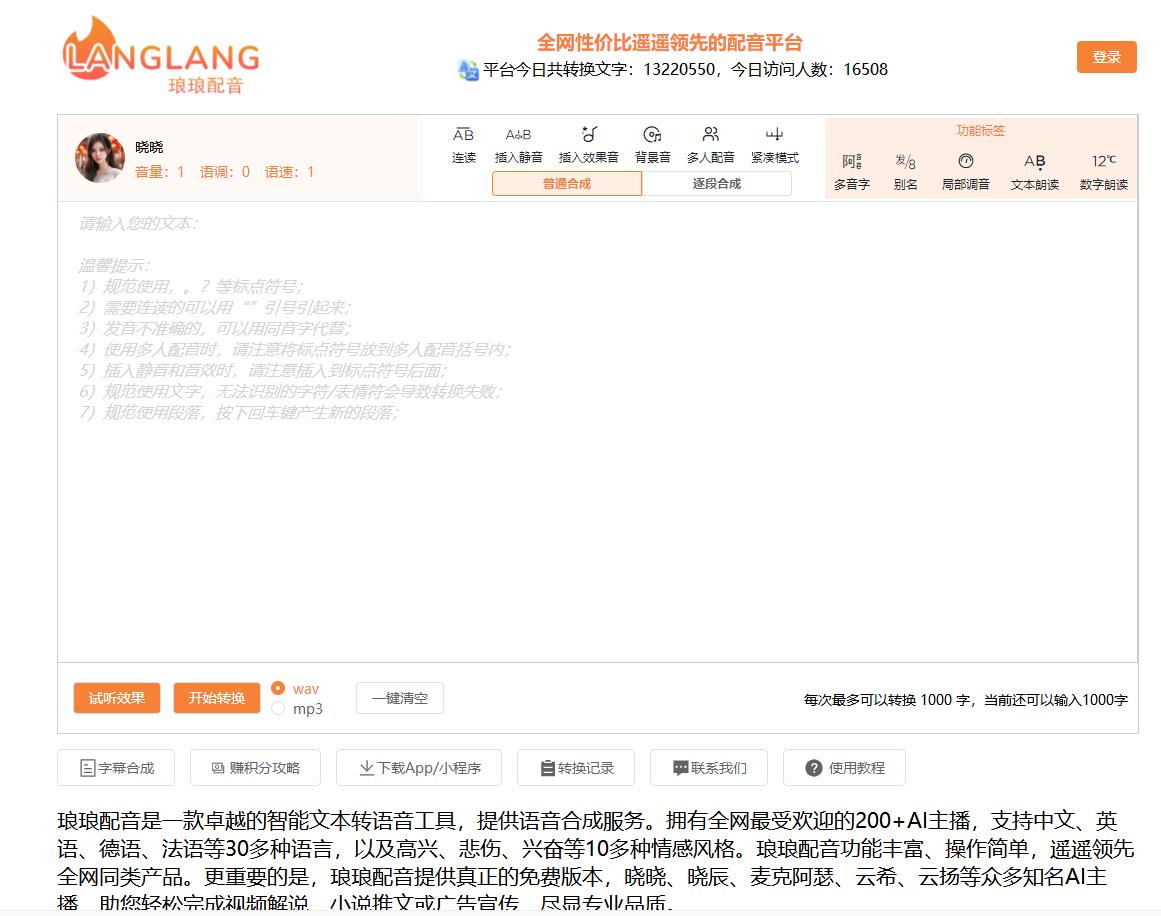 LANGLANG
琅琅配音
全网性价比遥遥领先的配音平台
平台今日共转换文字：13220550，今日访问人数：16508
登录
晓晓
音量：1 语调：0 语速：1
AB A B
连读 插入静音 插入效果音 背景音 多人配音 紧凑模式
普通合成 逐段合成
功能标签
阿 发/8 AB 12℃
多音字 别名 局部调音 文本朗读 数字朗读
请输入您的文本：
温馨提示：
1）规范使用，。？等标点符号；
2）需要连读的可以用“”引号引起来；
3）发音不准确的，可以用同音字代替；
4）使用多人配音时，请注意将标点符号放到多人配音括号内；
5）插入静音和音效时，请注意插入到标点符号后面；
6）规范使用文字，无法识别的字符/表情符会导致转换失败；
7）规范使用段落，按下回车键产生新的段落；
试听效果 开始转换 wav
mp3
一键清空
每次最多可以转换 1000 字，当前还可以输入1000字
字幕合成 赚积分攻略 下载App/小程序 转换记录 联系我们 使用教程
琅琅配音是一款卓越的智能文本转语音工具，提供语音合成服务。拥有全网最受欢迎的200+AI主播，支持中文、英
语、德语、法语等30多种语言，以及高兴、悲伤、兴奋等10多种情感风格。琅琅配音功能丰富、操作简单，遥遥领先
全网同类产品。更重要的是，琅琅配音提供真正的免费版本，晓晓、晓辰、麦克阿瑟、云希、云扬等众多知名AI主
播，助您轻松完成视频解说、小说推文或广告宣传，尽显专业品质。